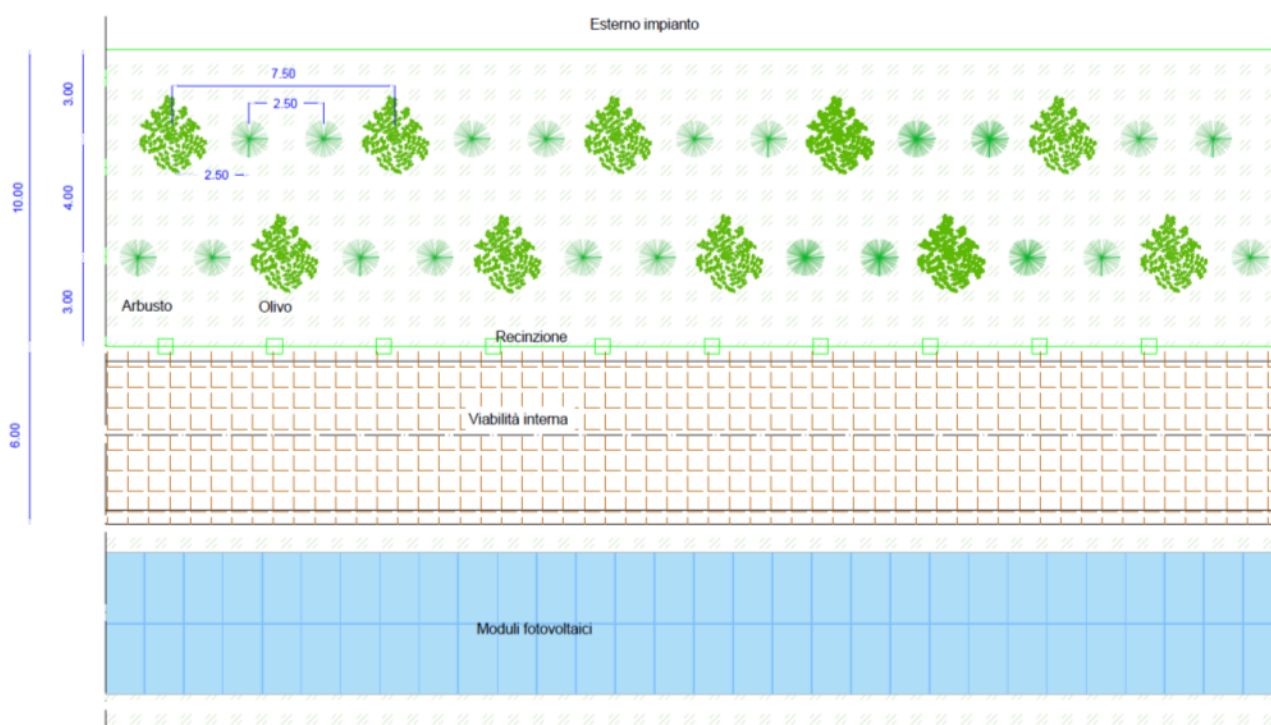 Esterno impianto
7.50
2.50
2.50
3.00
4.00
3.00
10.00
6.00
Arbusto
Olivo
Recinzione
Viabilità interna
Moduli fotovoltaici